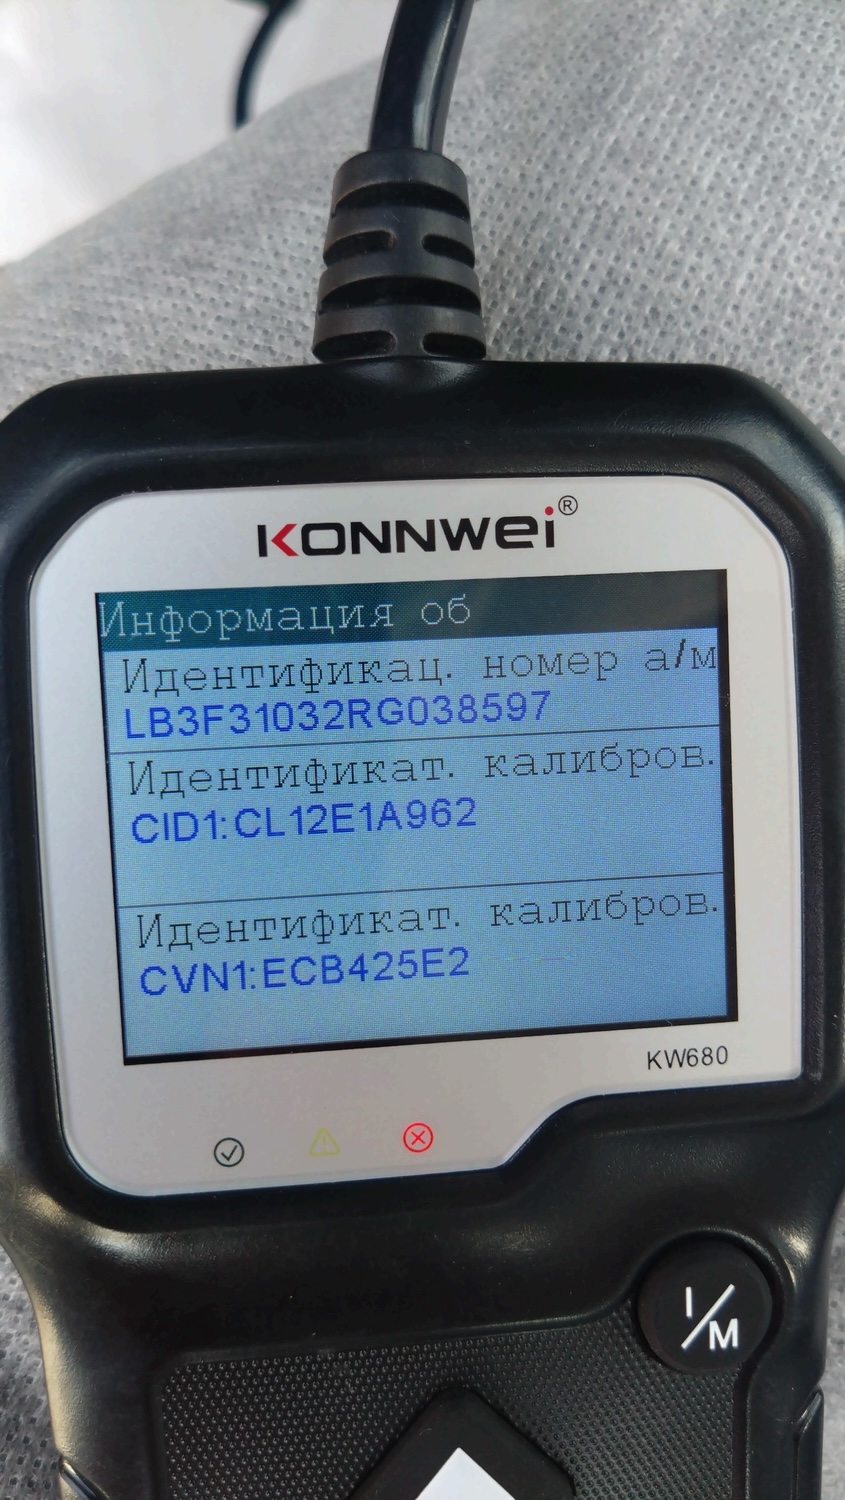 KONNWEI®
Информация об
Идентификац. номер а/м
LB3F31032RG038597
Идентификат. калибров.
CID1:CL12E1A962
Идентификат. калибров.
CVN1:ECB425E2
KW680
I/M